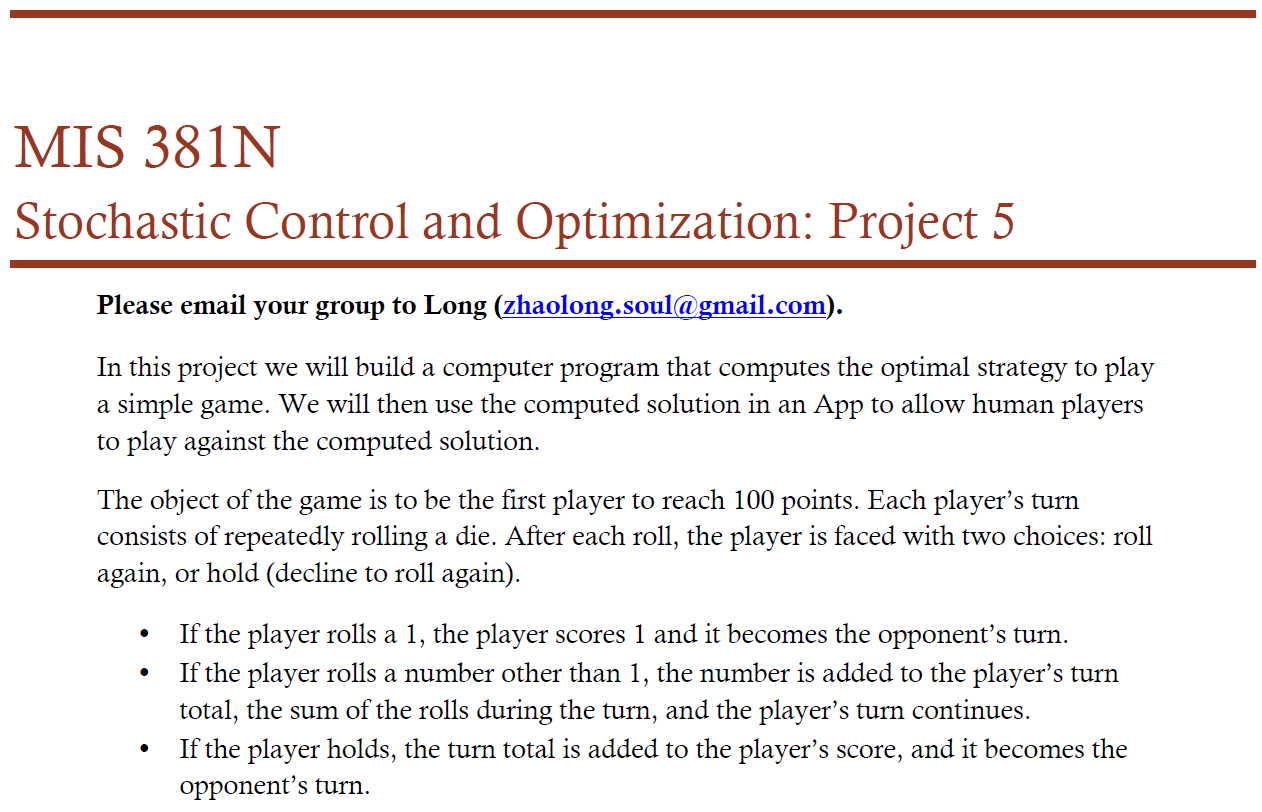 MIS 381N
Stochastic Control and Optimization: Project 5
Please email your group to Long (zhaolong.soul@gmail.com).
In this project we will build a computer program that computes the optimal strategy to play
a simple game. We will then use the computed solution in an App to allow human players
to play against the computed solution.
The object of the game is to be the first player to reach 100 points. Each player’s turn
consists of repeatedly rolling a die. After each roll, the player is faced with two choices: roll
again, or hold (decline to roll again).
• If the player rolls a 1, the player scores 1 and it becomes the opponent’s turn.
• If the player rolls a number other than 1, the number is added to the player’s turn
total, the sum of the rolls during the turn, and the player’s turn continues.
• If the player holds, the turn total is added to the player’s score, and it becomes the
opponent’s turn.